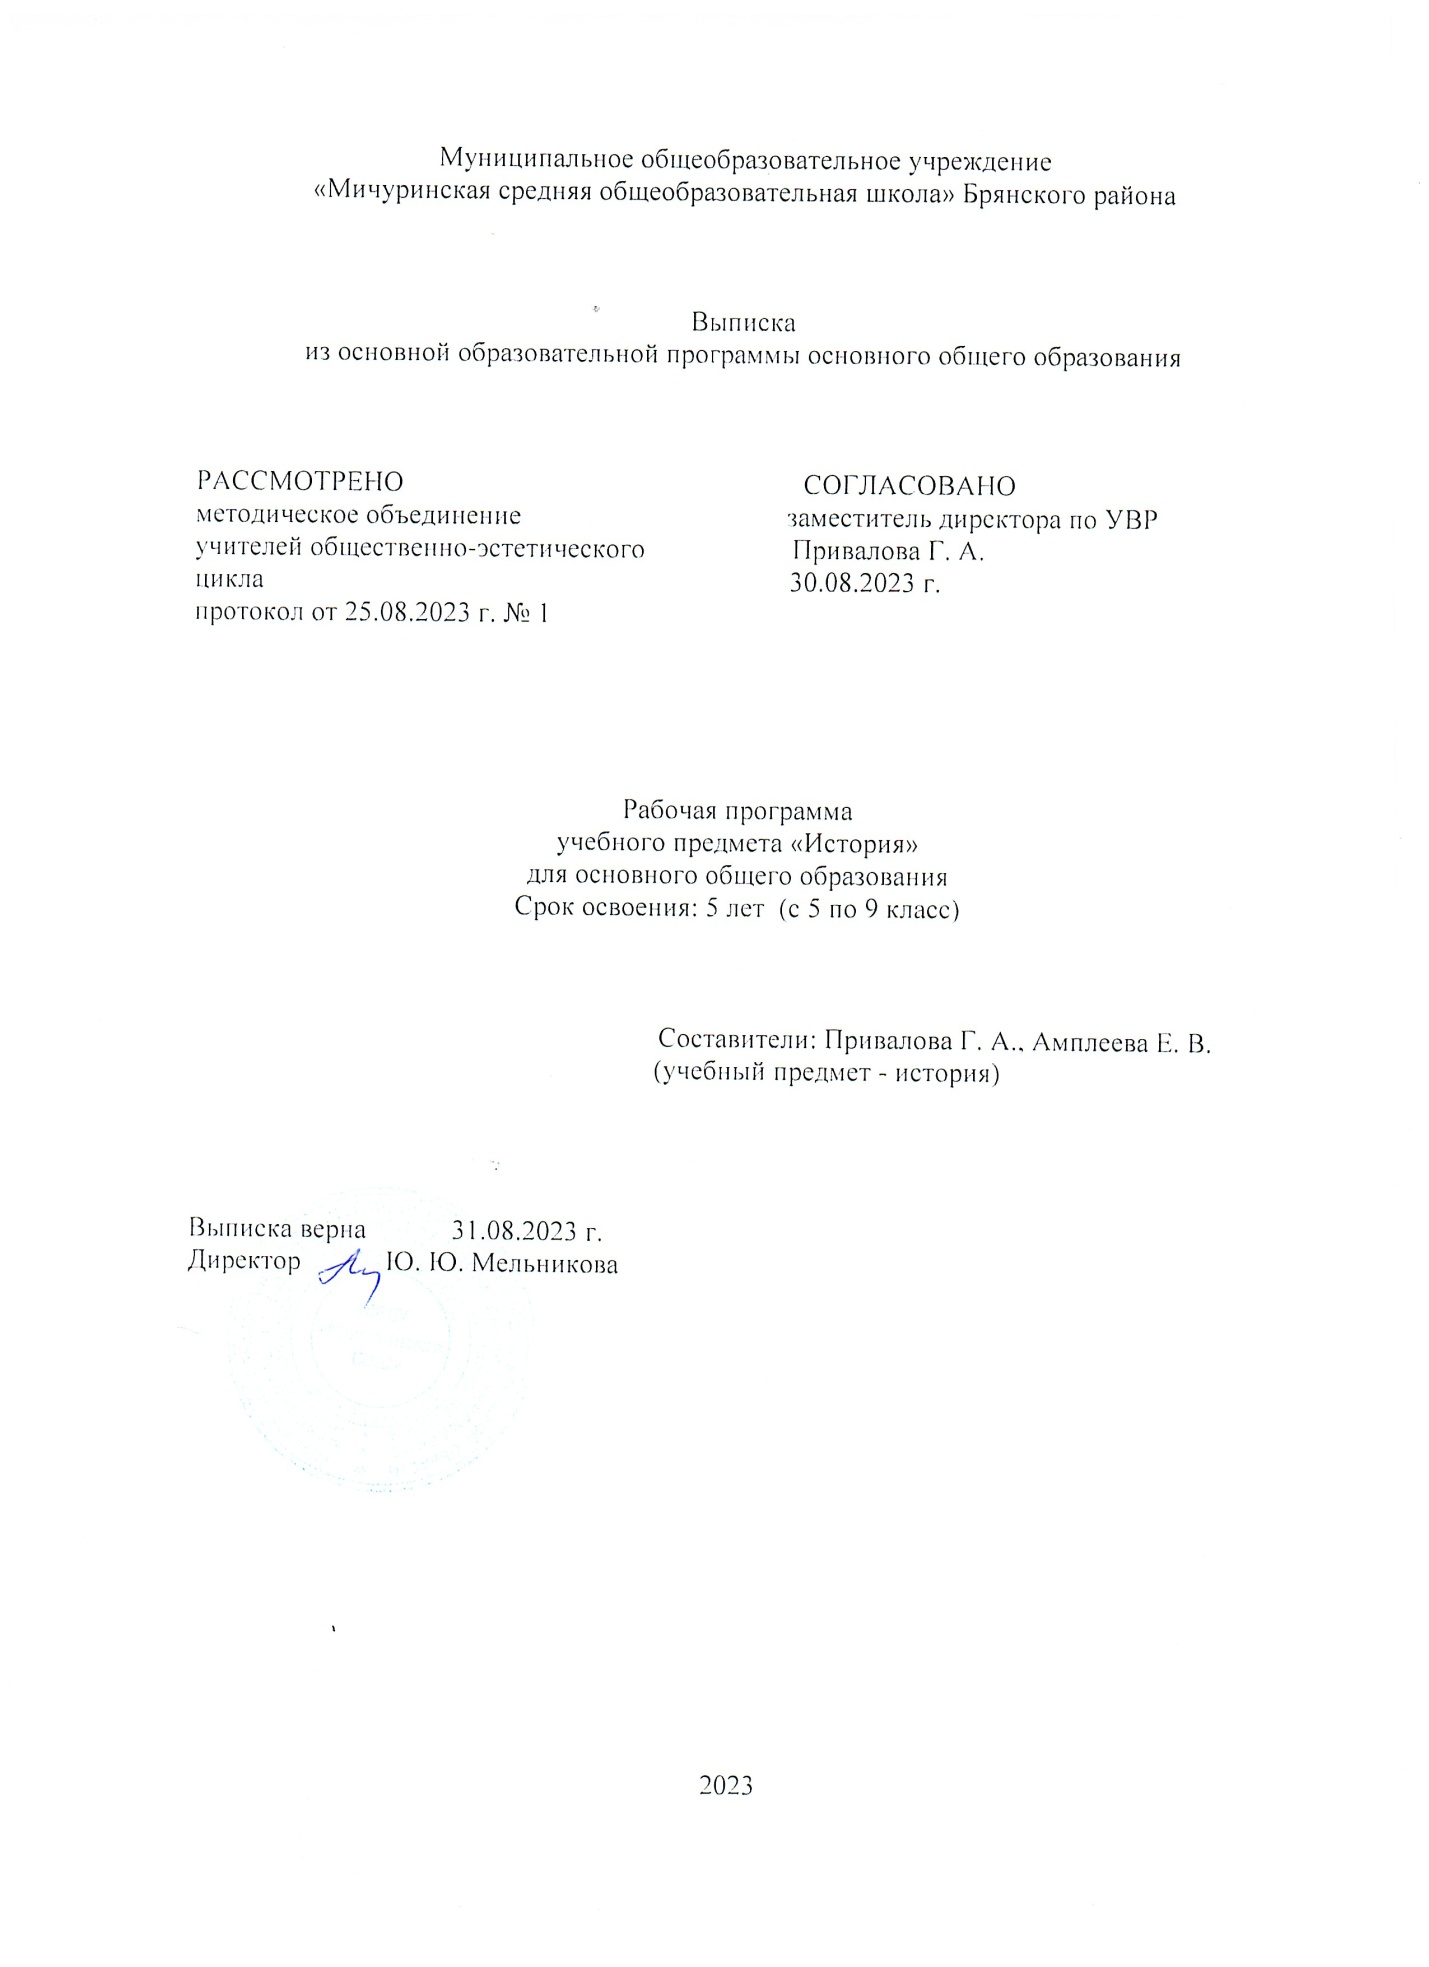 Муниципальное общеобразовательное учреждение
«Мичуринская средняя общеобразовательная школа» Брянского района
Выписка
из основной образовательной программы основного общего образования
РАССМОТРЕНО
методическое объединение
учителей общественно-эстетического
цикла
протокол от 25.08.2023 г. № 1
СОГЛАСОВАНО
заместитель директора по УВР
Привалова Г. А.
30.08.2023 г.
Рабочая программа
учебного предмета «История»
для основного общего образования
Срок освоения: 5 лет (с 5 по 9 класс)
Составители: Привалова Г. А., Амплеева Е. В.
(учебный предмет - история)
Выписка верна 31.08.2023 г.
Директор Ю. Ю. Мельникова
2023